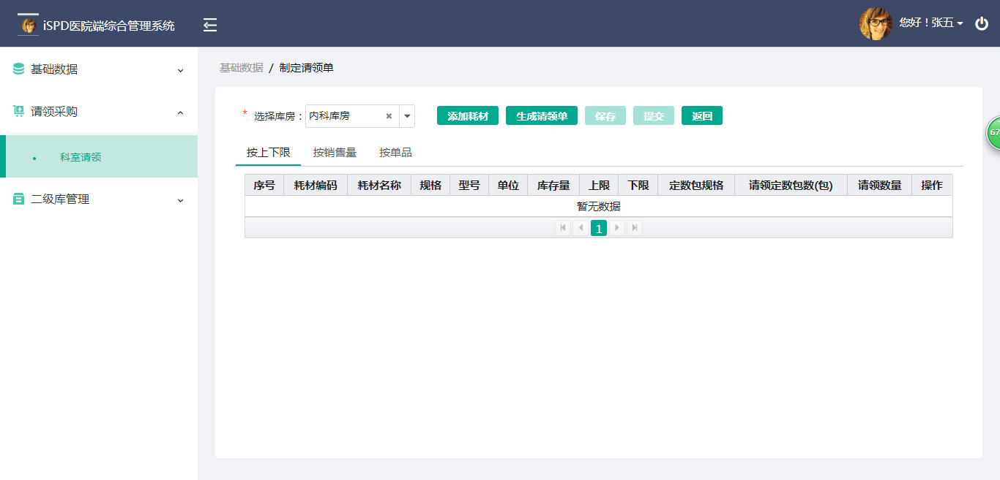 iSPD医院端综合管理系统
您好！张五
基础数据
请领采购
科室请领
二级库管理
基础数据 / 制定请领单
* 选择库房： 内科库房 ×
添加耗材 生成请领单 保存 提交 返回
67
按上下限 按销售量 按单品
序号 耗材编码 耗材名称 规格 型号 单位 库存量 上限 下限 定数包规格 请领定数包数(包) 请领数量 操作
暂无数据
1